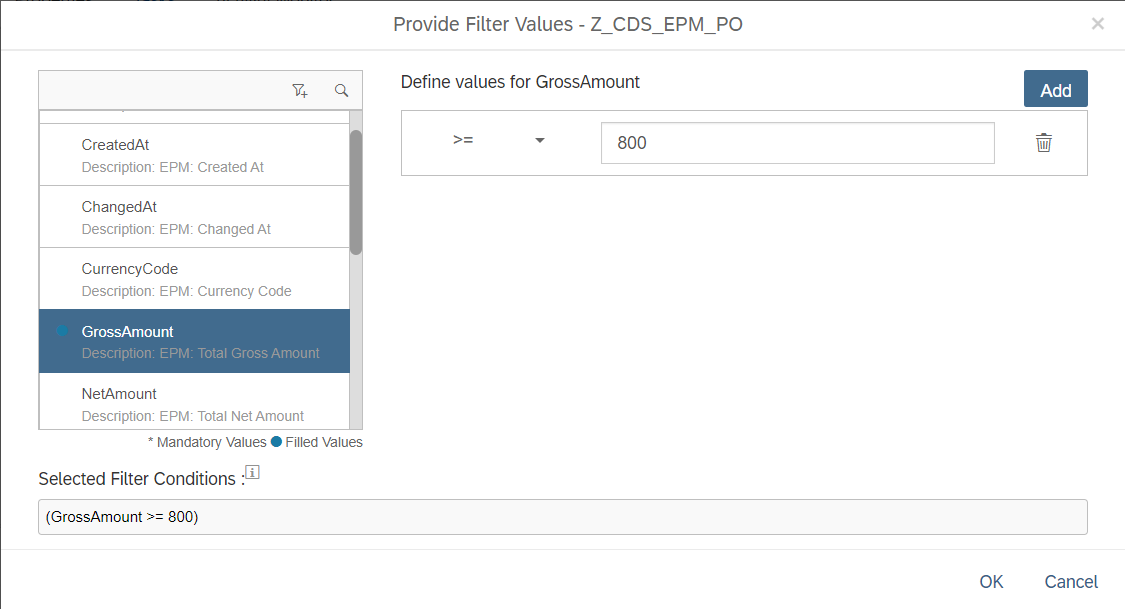 Provide Filter Values - Z_CDS_EPM_PO
Define values for GrossAmount
Add
CreatedAt
Description: EPM: Created At
ChangedAt
Description: EPM: Changed At
CurrencyCode
Description: EPM: Currency Code
GrossAmount
Description: EPM: Total Gross Amount
NetAmount
Description: EPM: Total Net Amount
>=
800
* Mandatory Values Filled Values
Selected Filter Conditions :
(GrossAmount >= 800)
OK
Cancel